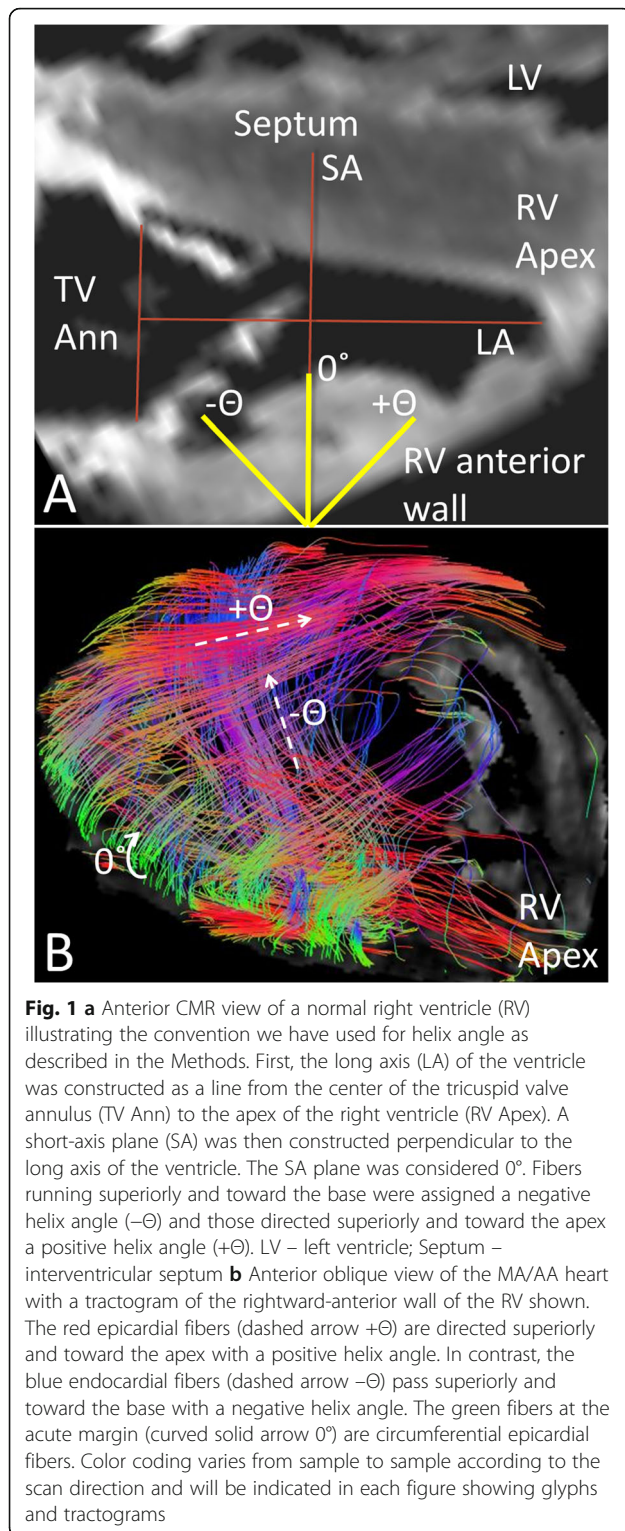 LV
Septum
SA
RV
Apex
TV
Ann
LA
0°
-Θ
+Θ
RV anterior
wall
A
+Θ
-Θ
0°
RV
Apex
B
Fig. 1 a Anterior CMR view of a normal right ventricle (RV)
illustrating the convention we have used for helix angle as
described in the Methods. First, the long axis (LA) of the ventricle
was constructed as a line from the center of the tricuspid valve
annulus (TV Ann) to the apex of the right ventricle (RV Apex). A
short-axis plane (SA) was then constructed perpendicular to the
long axis of the ventricle. The SA plane was considered 0°. Fibers
running superiorly and toward the base were assigned a negative
helix angle (−Θ) and those directed superiorly and toward the apex
a positive helix angle (+Θ). LV – left ventricle; Septum –
interventricular septum b Anterior oblique view of the MA/AA heart
with a tractogram of the rightward-anterior wall of the RV shown.
The red epicardial fibers (dashed arrow +Θ) are directed superiorly
and toward the apex with a positive helix angle. In contrast, the
blue endocardial fibers (dashed arrow –Θ) pass superiorly and
toward the base with a negative helix angle. The green fibers at the
acute margin (curved solid arrow 0°) are circumferential epicardial
fibers. Color coding varies from sample to sample according to the
scan direction and will be indicated in each figure showing glyphs
and tractograms